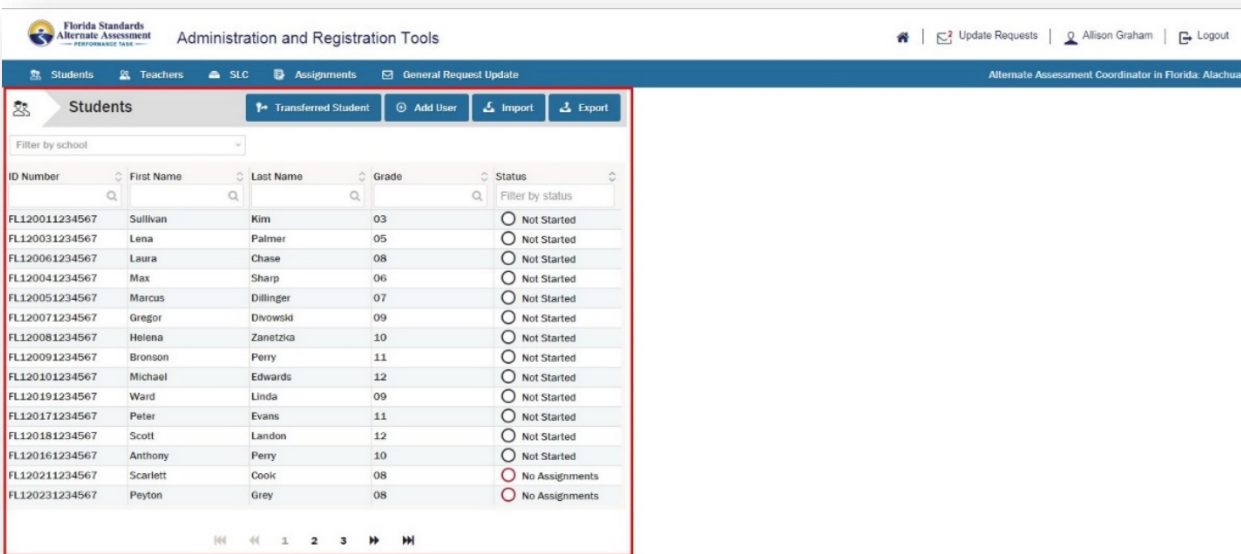 Florida Standards
Alternate Assessment
PERFORMANCE TASK
Administration and Registration Tools
Update Requests | Allison Graham | Logout
Students Teachers SLC Assignments General Request Update
Alternate Assessment Coordinator in Florida: Alachua
Students
Transferred Student Add User Import Export
Filter by school
ID Number First Name Last Name Grade Status
Filter by status
FL120011234567 Sullivan Kim 03 Not Started
FL120031234567 Lena Palmer 05 Not Started
FL120061234567 Laura Chase 08 Not Started
FL120041234567 Max Sharp 06 Not Started
FL120051234567 Marcus Dillinger 07 Not Started
FL120071234567 Gregor Divowski 09 Not Started
FL120081234567 Helena Zanetzka 10 Not Started
FL120091234567 Bronson Perry 11 Not Started
FL120101234567 Michael Edwards 12 Not Started
FL120191234567 Ward Linda 09 Not Started
FL120171234567 Peter Evans 11 Not Started
FL120181234567 Scott Landon 12 Not Started
FL120161234567 Anthony Perry 10 Not Started
FL120211234567 Scarlett Cook 08 No Assignments
FL120231234567 Peyton Grey 08 No Assignments
1 2 3